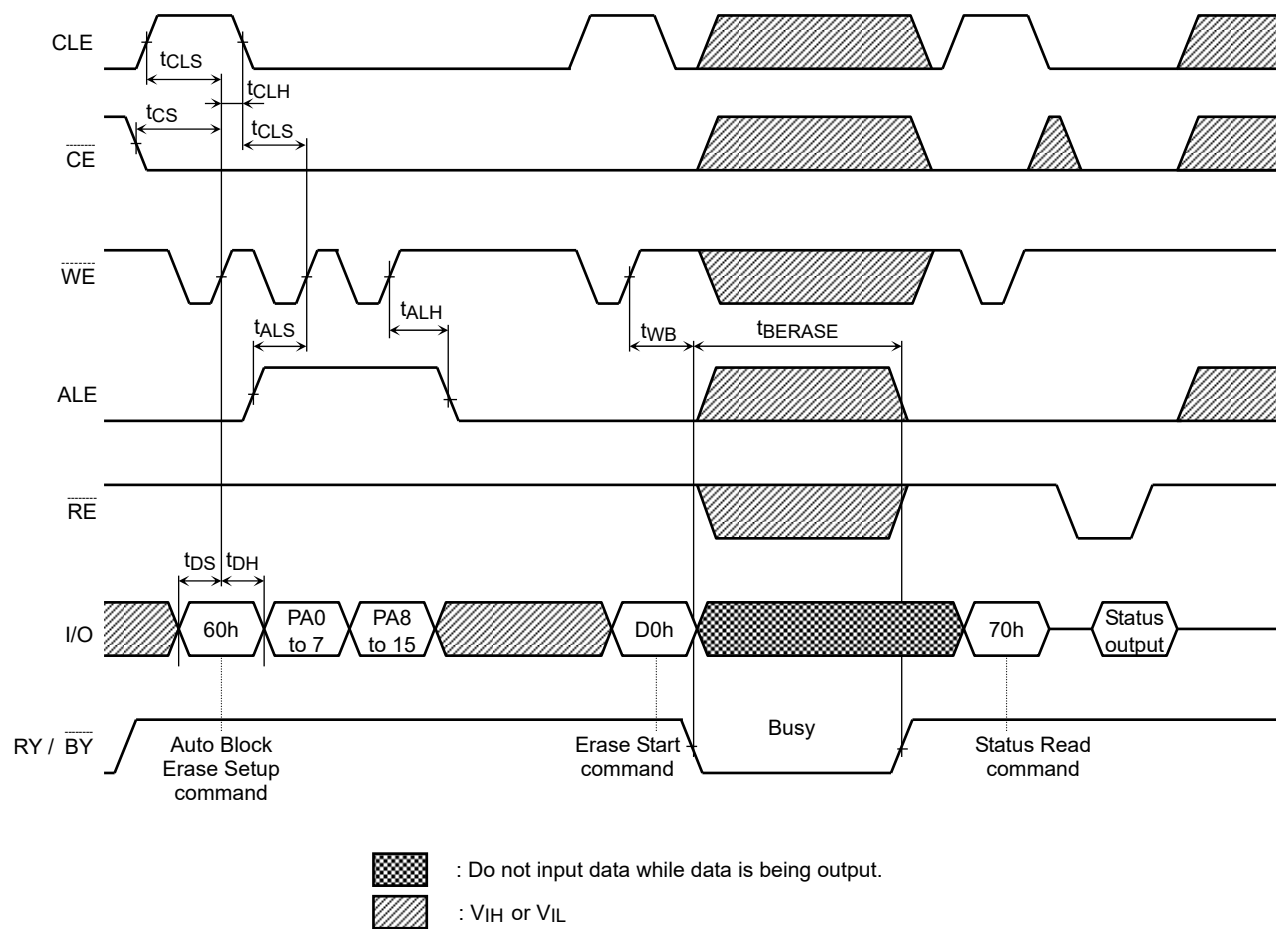 CLE
tCLS
tCLH
tCS
tCLS
CE
WE
tALH
tALS
tWB
tBERASE
ALE
RE
tDS
tDH
I/O
60h
PA0
to 7
PA8
to 15
D0h
70h
Status
output
RY / BY
Busy
Auto Block
Erase Setup
command
Erase Start
command
Status Read
command
: Do not input data while data is being output.
: VIH or VIL